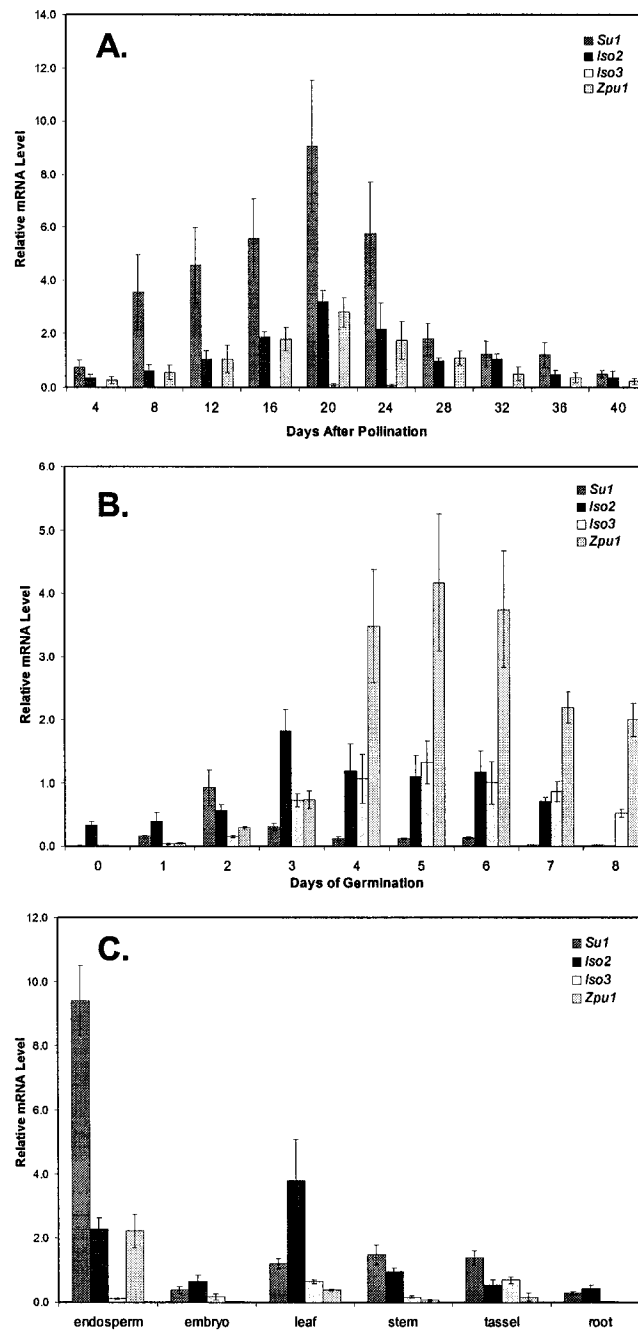 A.
Relative mRNA Level
14.0
12.0
10.0
8.0
6.0
4.0
2.0
0.0
Su1
Iso2
Iso3
Zpu1
4 8 12 16 20 24 28 32 36 40
Days After Pollination
B.
Relative mRNA Level
6.0
5.0
4.0
3.0
2.0
1.0
0.0
Su1
Iso2
Iso3
Zpu1
0 1 2 3 4 5 6 7 8
Days of Germination
C.
Relative mRNA Level
12.0
10.0
8.0
6.0
4.0
2.0
0.0
Su1
Iso2
Iso3
Zpu1
endosperm embryo leaf stem tassel root